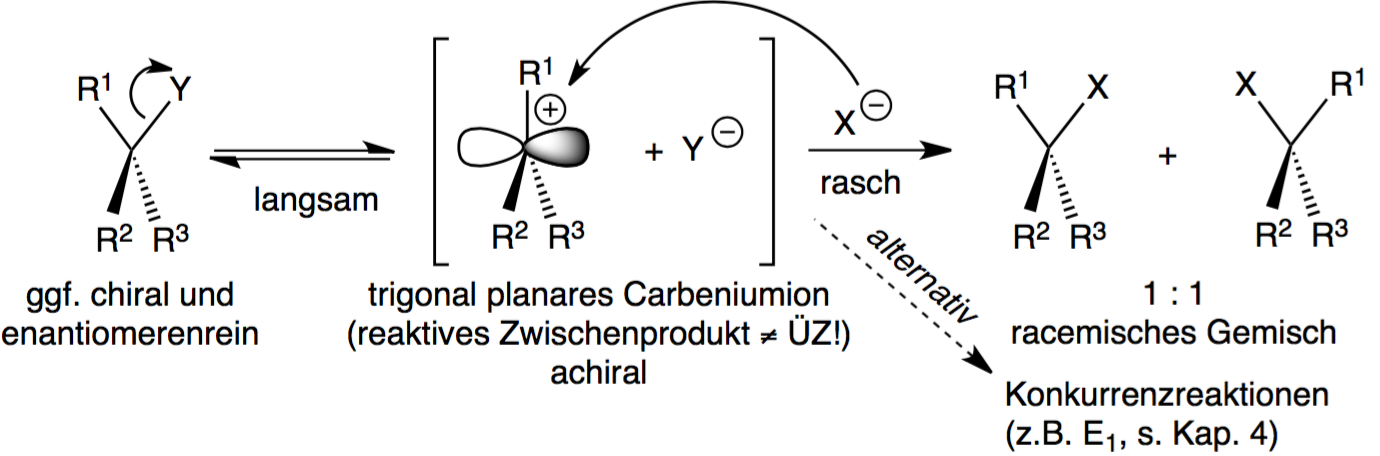 R¹ Y
R² R³
ggf. chiral und
enantiomerenrein
langsam
R¹
⊕
R² R³
+ Y⊖
trigonal planares Carbeniumion
(reaktives Zwischenprodukt ≠ ÜZ!)
achiral
X⊖
rasch
alternativ
R¹ X
R² R³
+
X R¹
R² R³
1 : 1
racemisches Gemisch
Konkurrenzreaktionen
(z.B. E₁, s. Kap. 4)